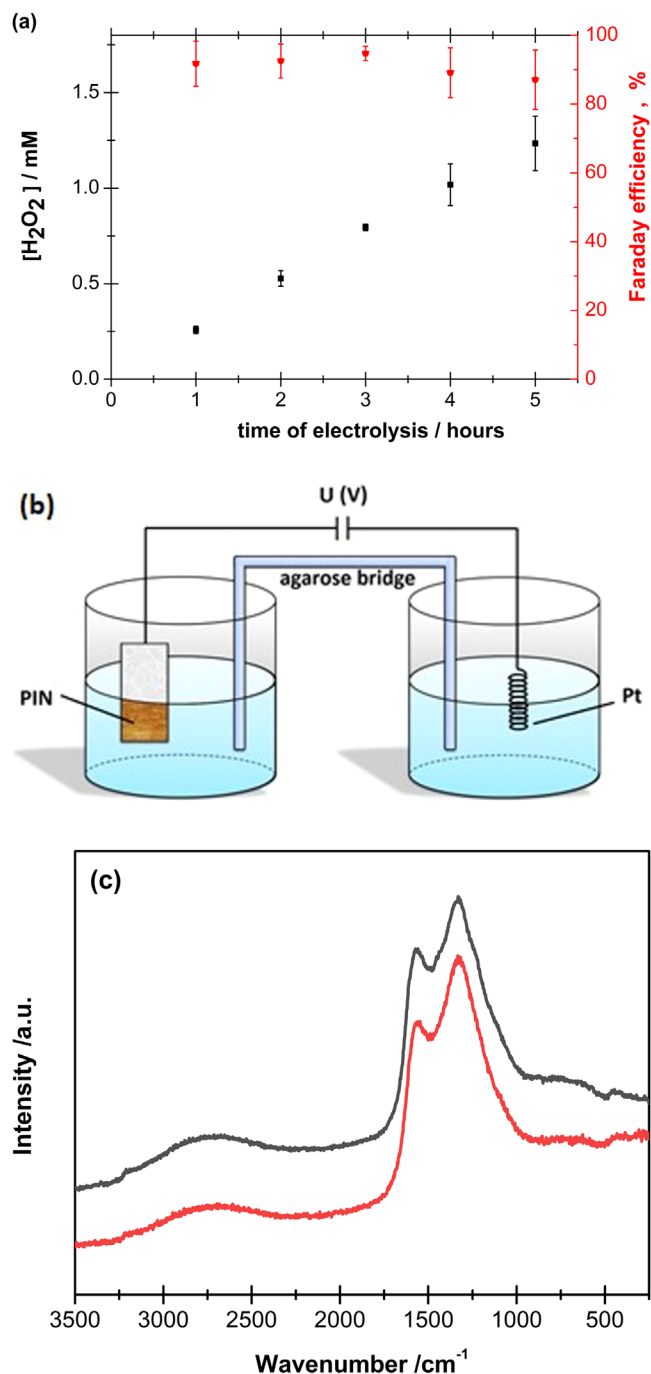 (a)
1.5
1.0
0.5
0.0
[H₂O₂] / mM
100
80
60
40
20
0
Faraday efficiency , %
0 1 2 3 4 5
time of electrolysis / hours
(b)
U (V)
agarose bridge
PIN
Pt
(c)
Intensity /a.u.
3500 3000 2500 2000 1500 1000 500
Wavenumber /cm⁻¹